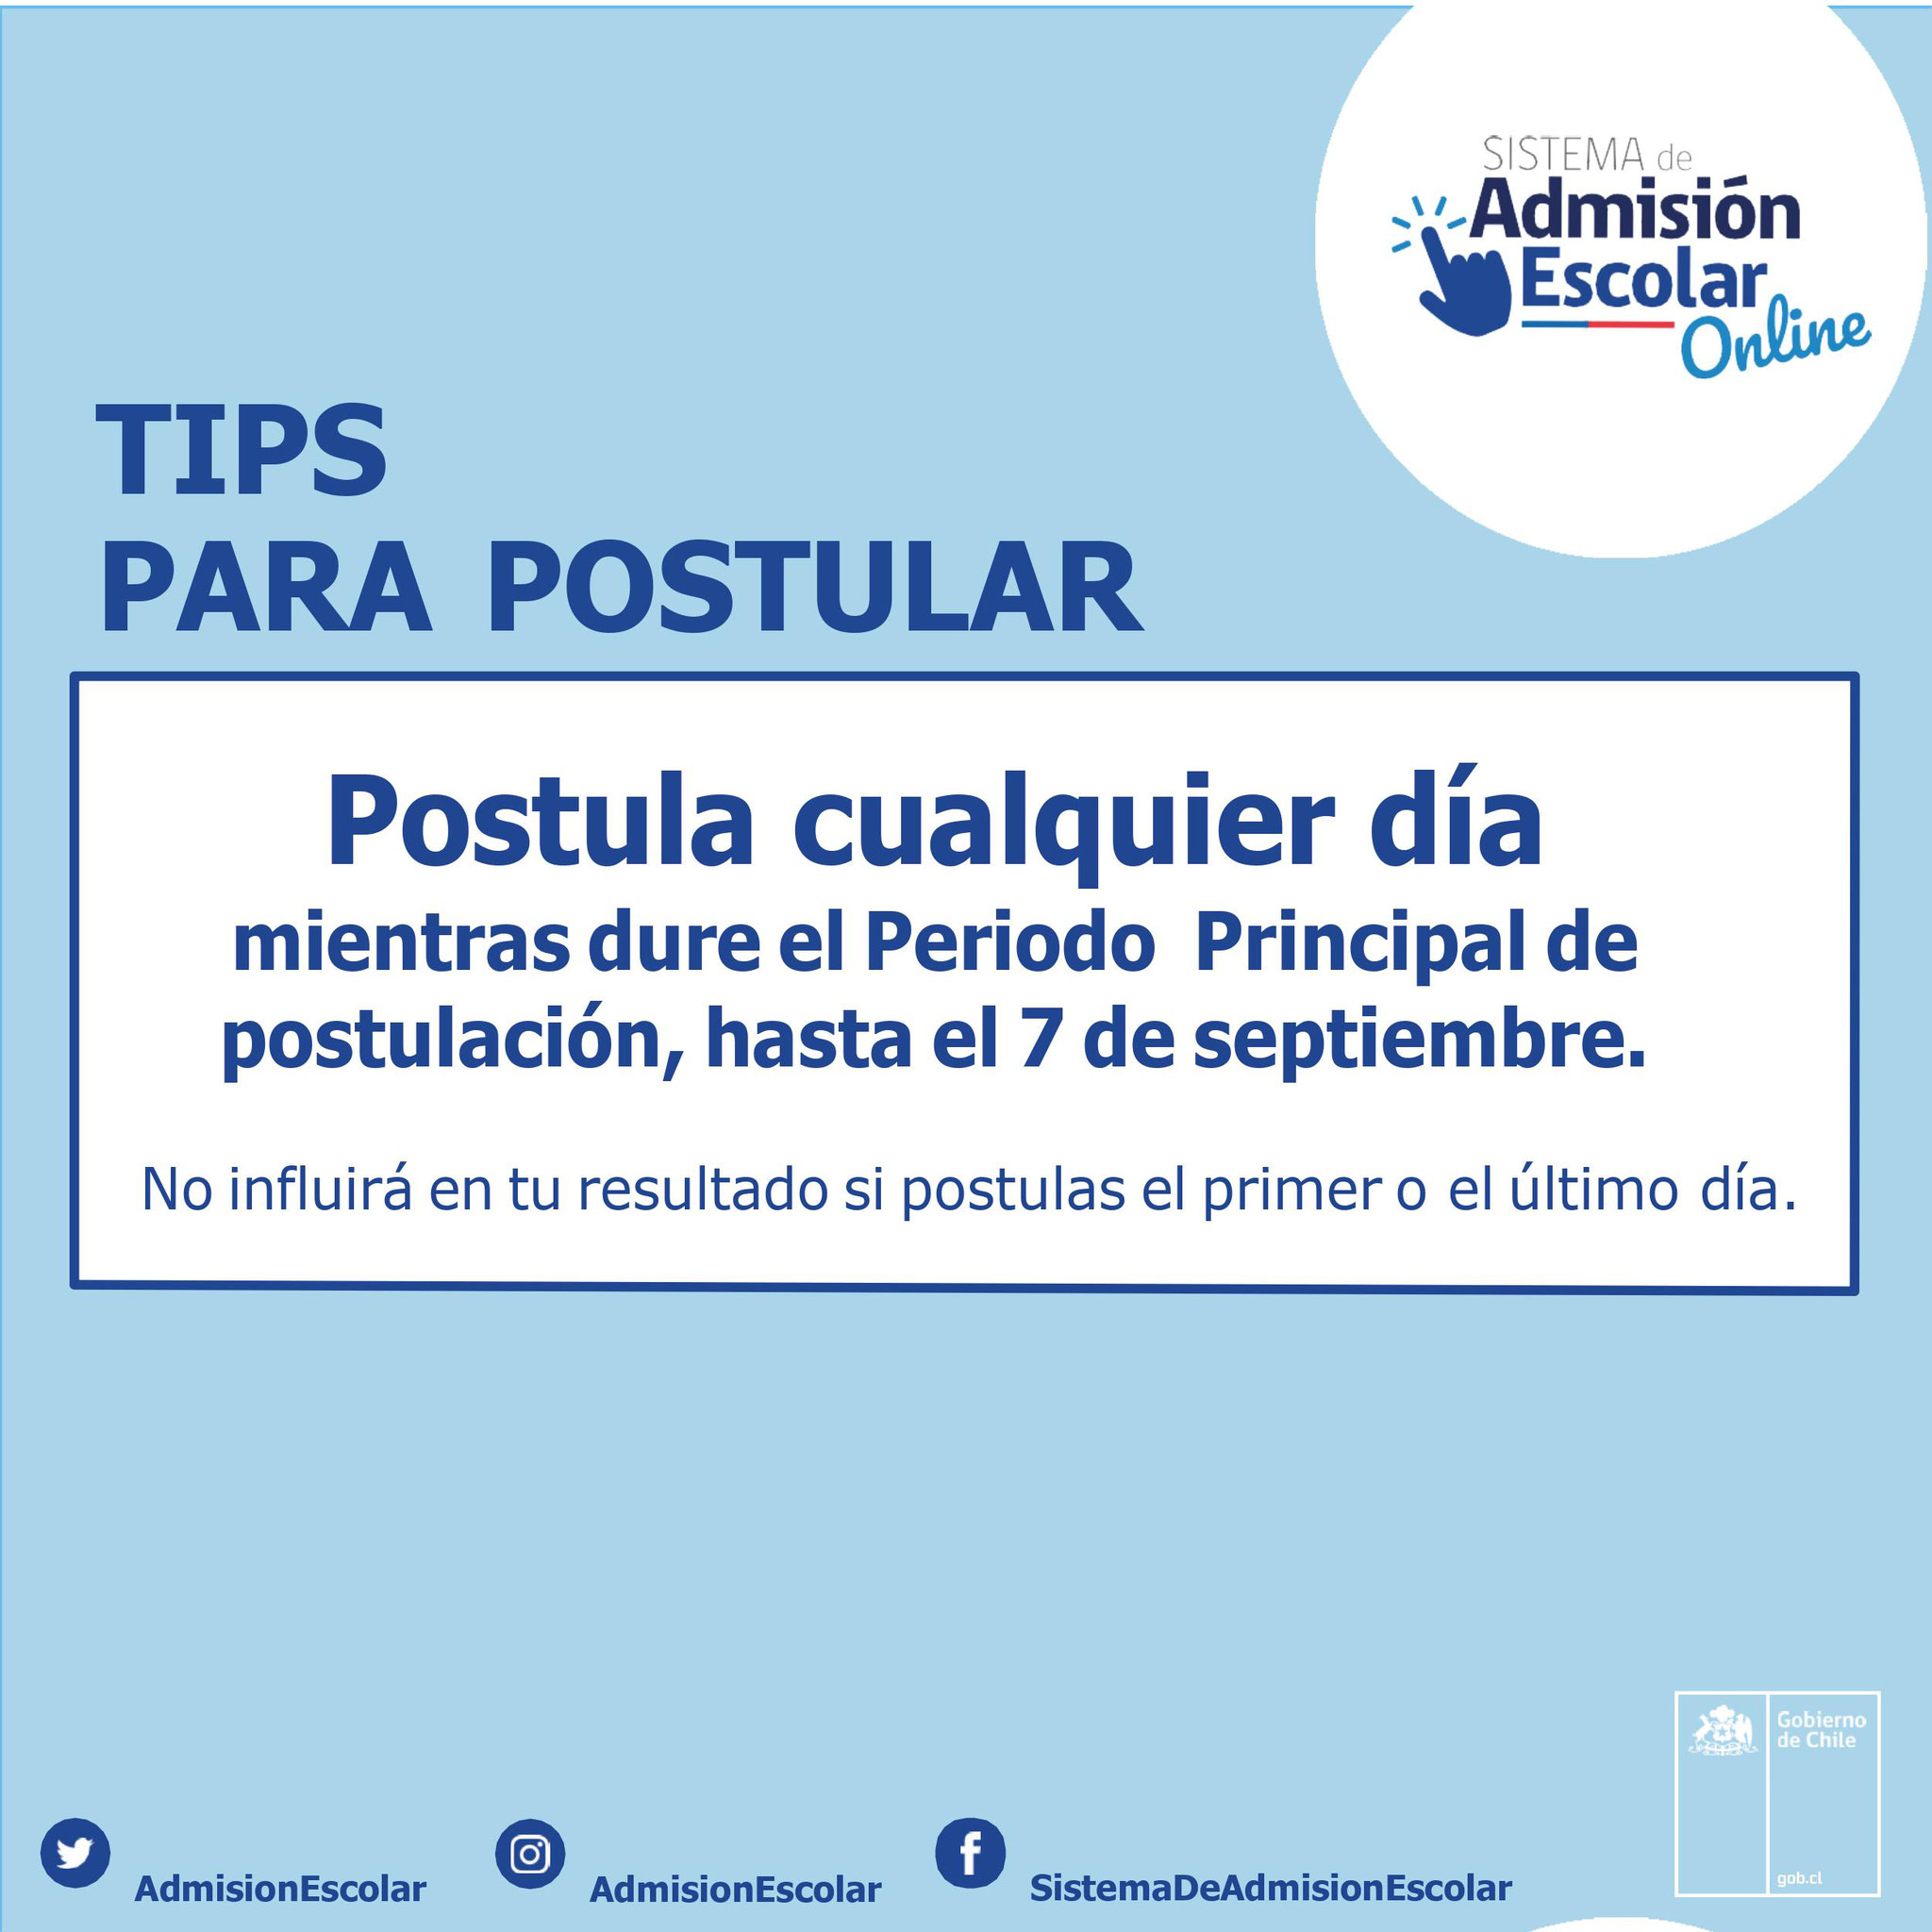 SISTEMA de
Admisión
Escolar
Online
TIPS
PARA POSTULAR
Postula cualquier día
mientras dure el Periodo Principal de
postulación, hasta el 7 de septiembre.
No influirá en tu resultado si postulas el primer o el último día.
Gobierno
de Chile
gob.cl
AdmisionEscolar
AdmisionEscolar
SistemaDeAdmisionEscolar